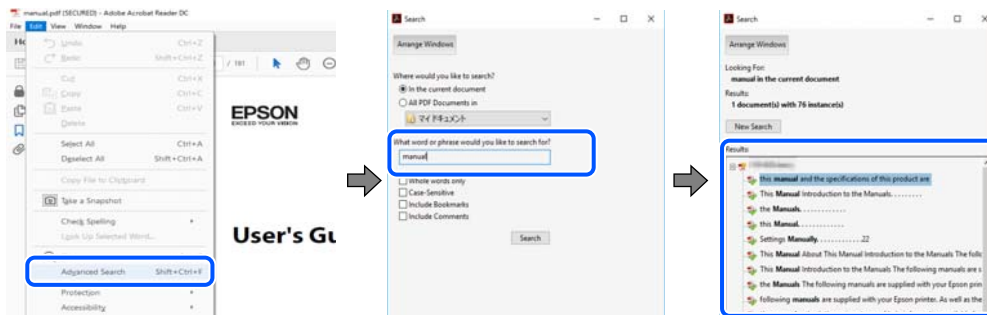 manual.pdf (SECURED) - Adobe Acrobat Reader DC
File Edit View Window Help
Undo Ctrl+Z
Redo Shift+Ctrl+Z
Cut Ctrl+X
Copy Ctrl+C
Paste Ctrl+V
Delete
Select All Ctrl+A
Deselect All Shift+Ctrl+A
Copy File to Clipboard
Take a Snapshot
Check Spelling
Look Up Selected Word...
Advanced Search Shift+Ctrl+F
Protection
Accessibility
/ 191
EPSON
EXCEED YOUR VISION
User's Gu
Search
Arrange Windows
Where would you like to search?
In the current document
All PDF Documents in
マイ ドキュメント
What word or phrase would you like to search for?
manual
Whole words only
Case-Sensitive
Include Bookmarks
Include Comments
Search
Search
Arrange Windows
Looking For:
manual in the current document
Results:
1 document(s) with 76 instance(s)
New Search
Results:
this manual and the specifications of this product are
This Manual Introduction to the Manuals. . . . . . . . .
the Manuals. . . . . . . . . . . . .
this Manual. . . . . . . . . . . . .
Settings Manually. . . . . . . . . . . . .22
This Manual About This Manual Introduction to the Manuals The follo
This Manual Introduction to the Manuals The following manuals are s
the Manuals The following manuals are supplied with your Epson prin
following manuals are supplied with your Epson printer. As well as the